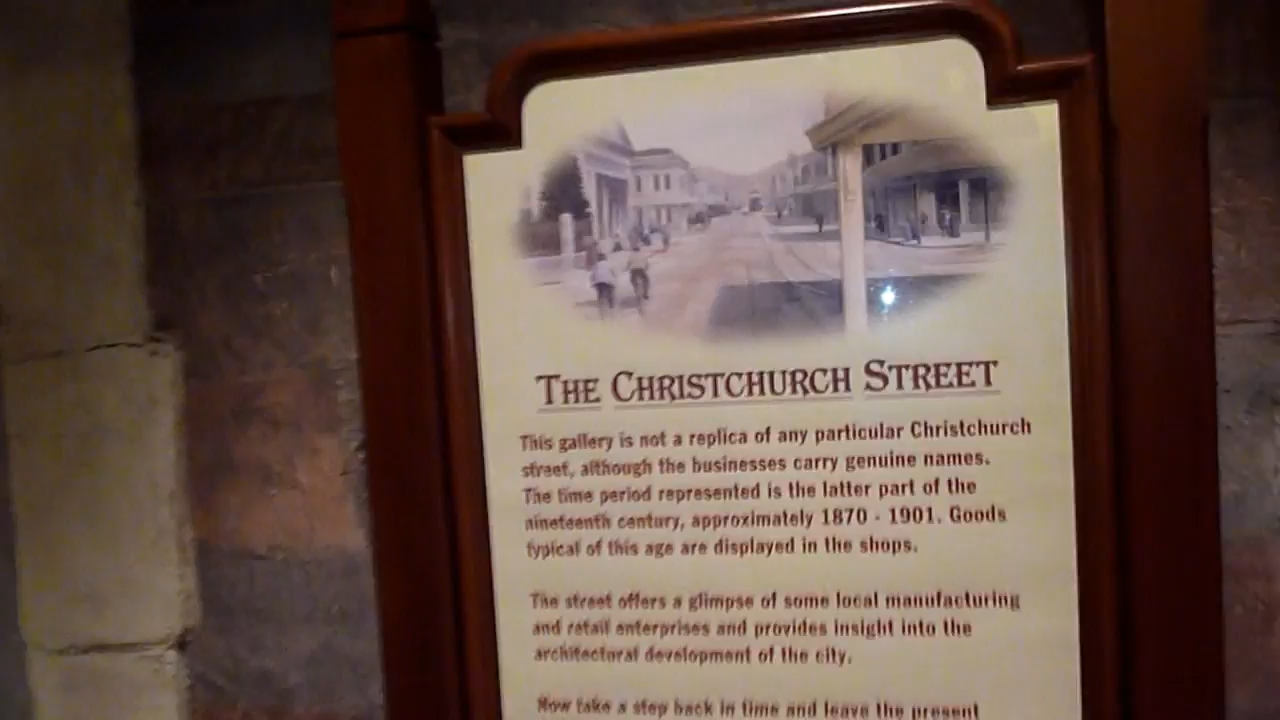 THE CHRISTCHURCH STREET
This gallery is not a replica of any particular Christchurch
street, although the businesses carry genuine names.
The time period represented is the latter part of the
nineteenth century, approximately 1870 - 1901. Goods
typical of this age are displayed in the shops.
The street offers a glimpse of some local manufacturing
and retail enterprises and provides insight into the
architectural development of the city.
Now take a step back in time and leave the present